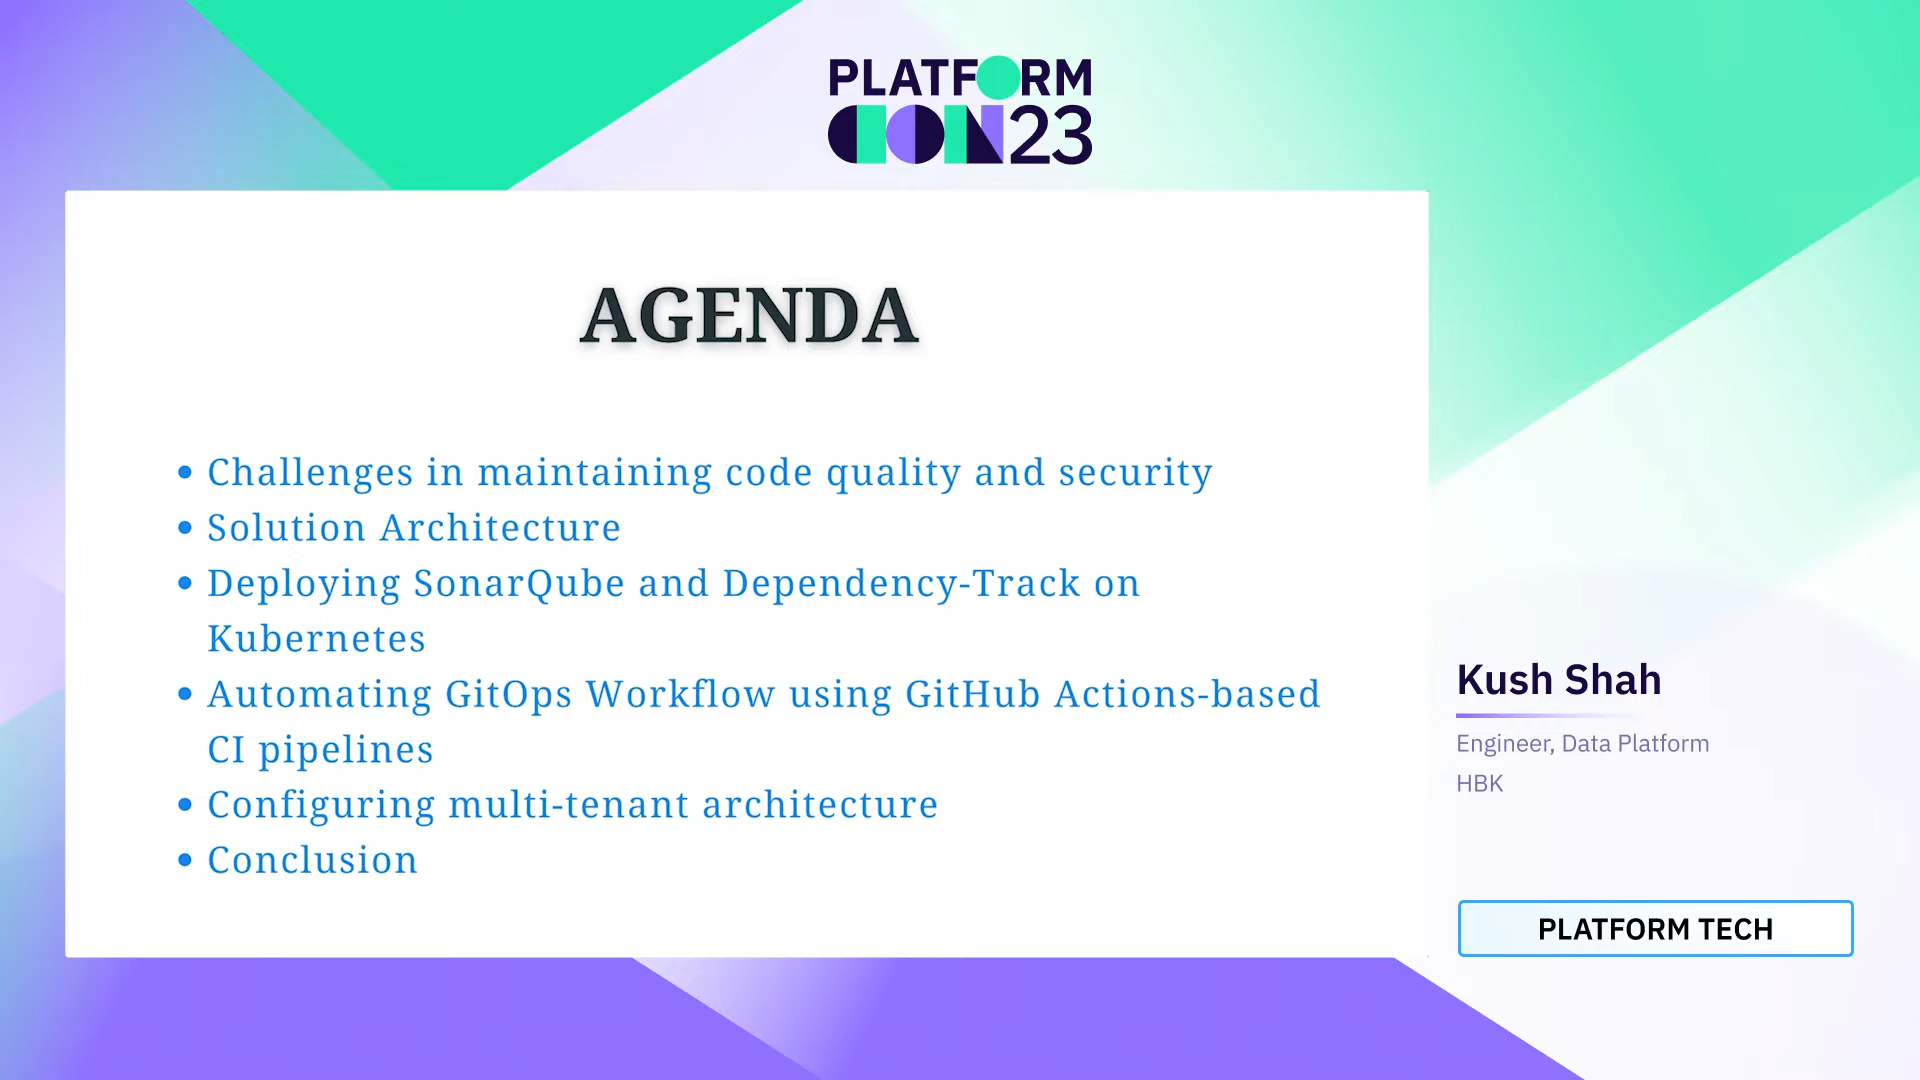 PLATFORM
CON23
AGENDA
• Challenges in maintaining code quality and security
• Solution Architecture
• Deploying SonarQube and Dependency-Track on
Kubernetes
• Automating GitOps Workflow using GitHub Actions-based
CI pipelines
• Configuring multi-tenant architecture
• Conclusion
Kush Shah
Engineer, Data Platform
HBK
PLATFORM TECH